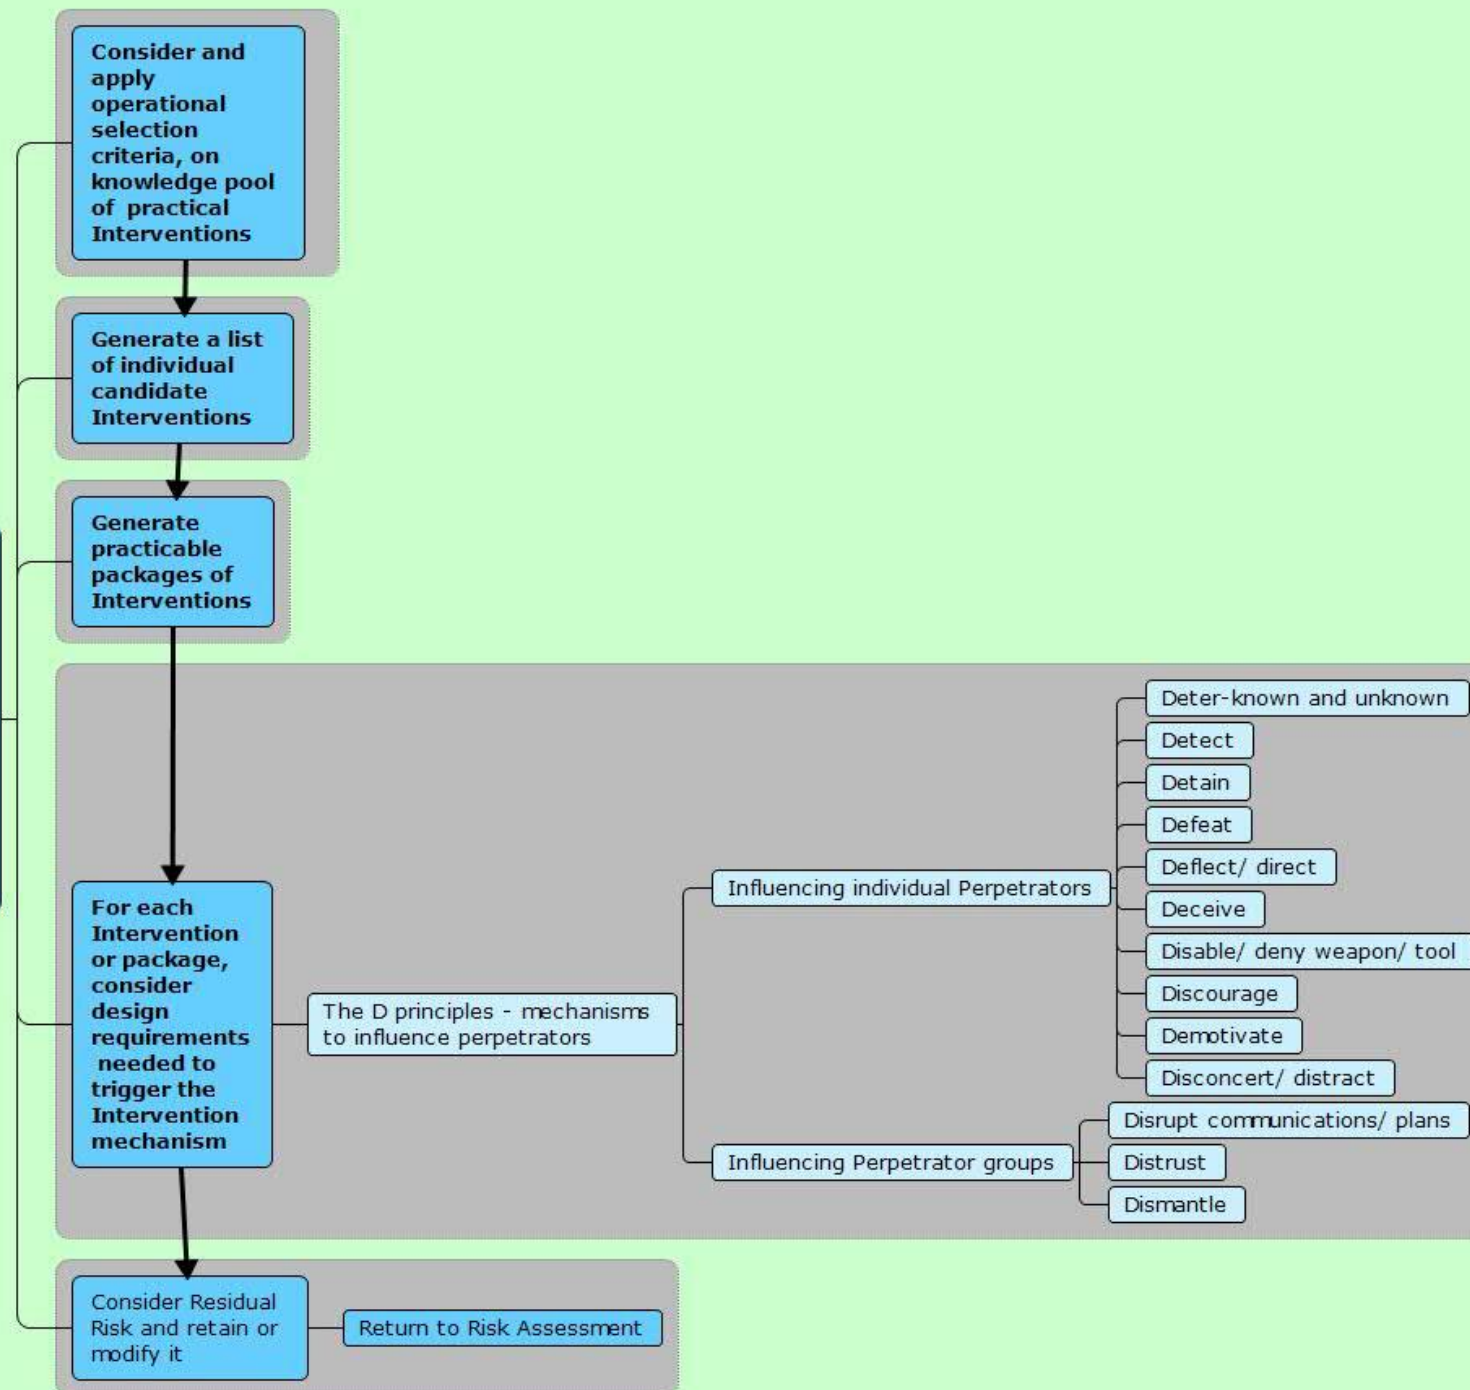 Consider and
apply
operational
selection
criteria, on
knowledge pool
of practical
Interventions
Generate a list
of individual
candidate
Interventions
Generate
practicable
packages of
Interventions
For each
Intervention
or package,
consider
design
requirements
needed to
trigger the
Intervention
mechanism
The D principles - mechanisms
to influence perpetrators
Influencing individual Perpetrators
Deter-known and unknown
Detect
Detain
Defeat
Deflect/ direct
Deceive
Disable/ deny weapon/ tool
Discourage
Demotivate
Disconcert/ distract
Influencing Perpetrator groups
Disrupt communications/ plans
Distrust
Dismantle
Consider Residual
Risk and retain or
modify it
Return to Risk Assessment